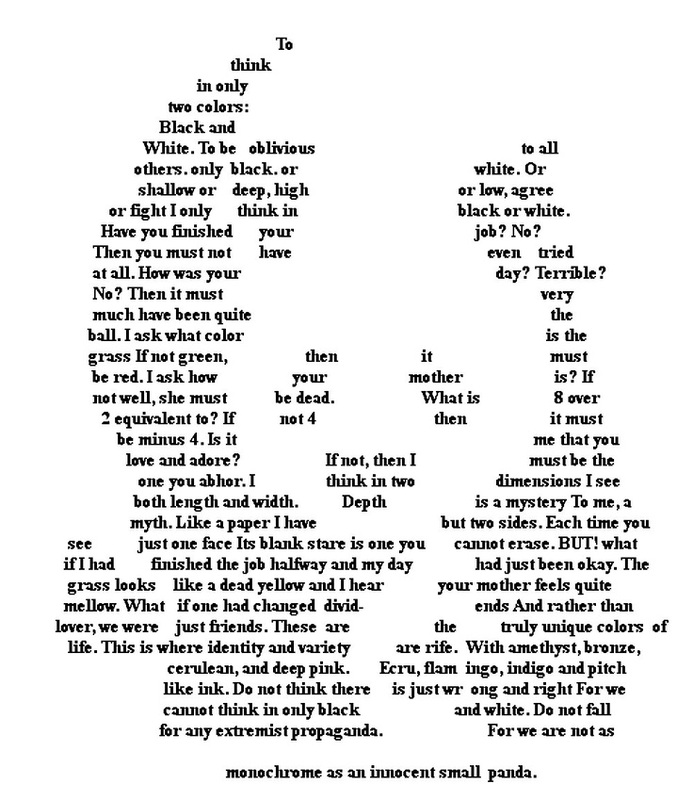 To
think
in only
two colors:
Black and
White. To be oblivious to all
others. only black. or white. Or
shallow or deep, high or low, agree
or fight I only think in black or white.
Have you finished your job? No?
Then you must not have even tried
at all. How was your day? Terrible?
No? Then it must very
much have been quite the
ball. I ask what color is the
grass If not green, then it must
be red. I ask how your mother is? If
not well, she must be dead. What is 8 over
2 equivalent to? If not 4 then it must
be minus 4. Is it me that you
love and adore? If not, then I must be the
one you abhor. I think in two dimensions I see
both length and width. Depth is a mystery To me, a
myth. Like a paper I have but two sides. Each time you
see just one face Its blank stare is one you cannot erase. BUT! what
if I had finished the job halfway and my day had just been okay. The
grass looks like a dead yellow and I hear your mother feels quite
mellow. What if one had changed divid- ends And rather than
lover, we were just friends. These are the truly unique colors of
life. This is where identity and variety are rife. With amethyst, bronze,
cerulean, and deep pink. Ecru, flam ingo, indigo and pitch
like ink. Do not think there is just wr ong and right For we
cannot think in only black and white. Do not fall
for any extremist propaganda. For we are not as
monochrome as an innocent small panda.